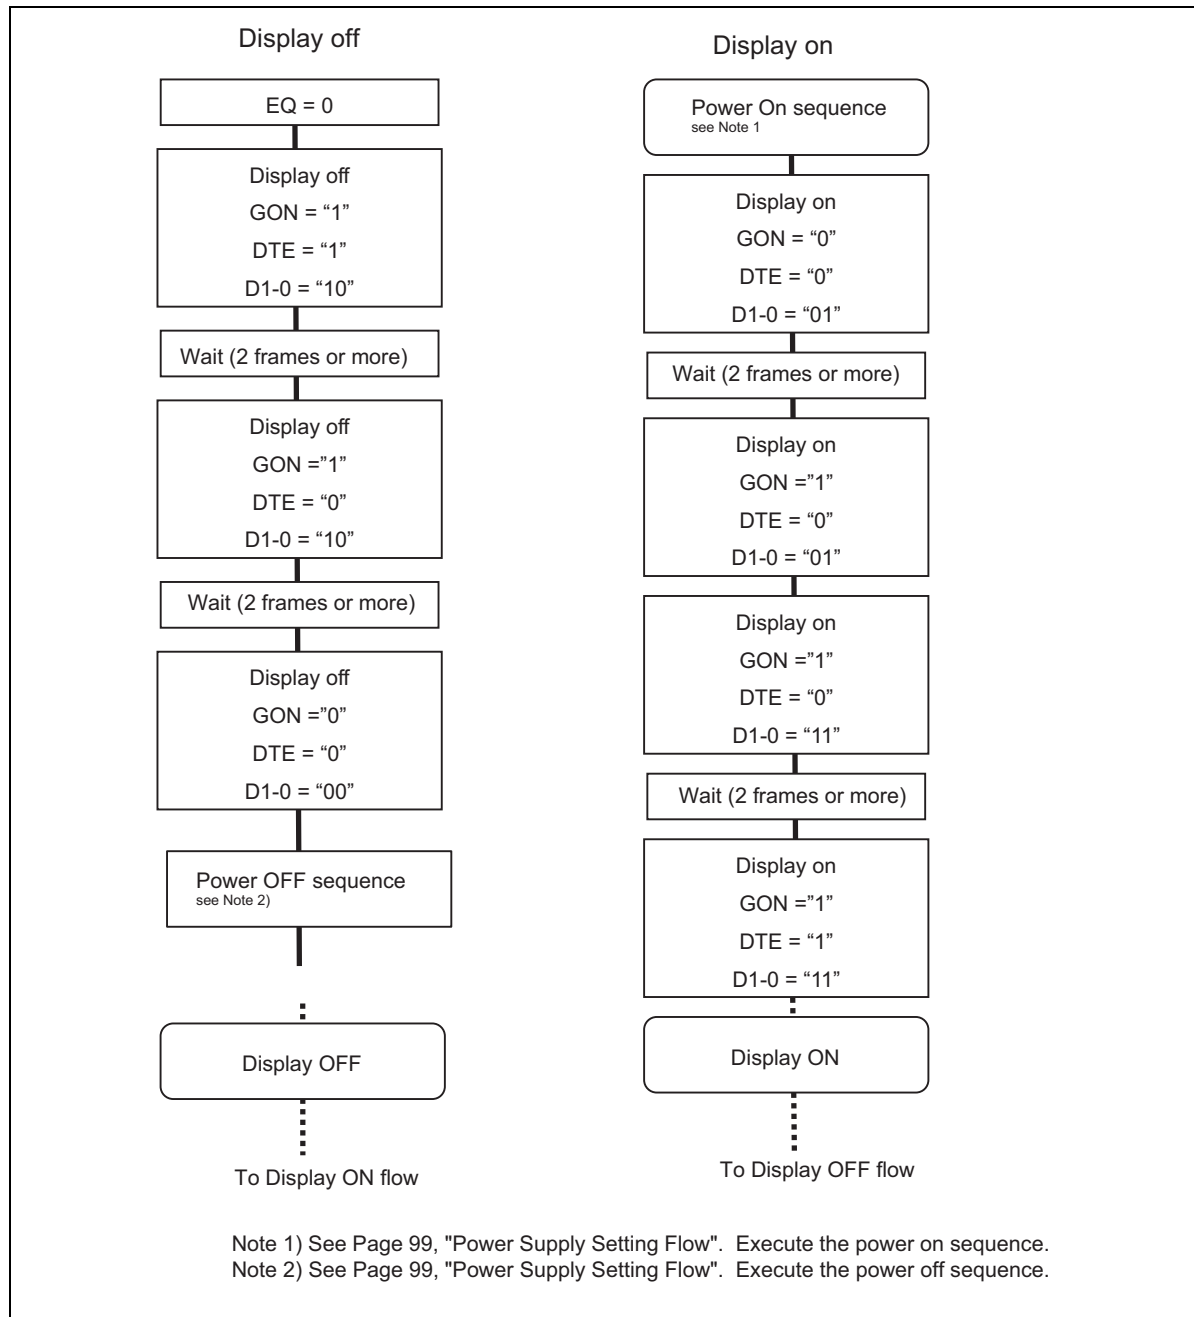 Display off
EQ = 0
Display off
GON = “1”
DTE = “1”
D1-0 = “10”
Wait (2 frames or more)
Display off
GON =”1”
DTE = “0”
D1-0 = “10”
Wait (2 frames or more)
Display off
GON =”0”
DTE = “0”
D1-0 = “00”
Power OFF sequence
see Note 2)
Display OFF
To Display ON flow
Display on
Power On sequence
see Note 1
Display on
GON = “0”
DTE = “0”
D1-0 = “01”
Wait (2 frames or more)
Display on
GON =”1”
DTE = “0”
D1-0 = “01”
Display on
GON =”1”
DTE = “0”
D1-0 = “11”
Wait (2 frames or more)
Display on
GON =”1”
DTE = “1”
D1-0 = “11”
Display ON
To Display OFF flow
Note 1) See Page 99, "Power Supply Setting Flow". Execute the power on sequence.
Note 2) See Page 99, "Power Supply Setting Flow". Execute the power off sequence.